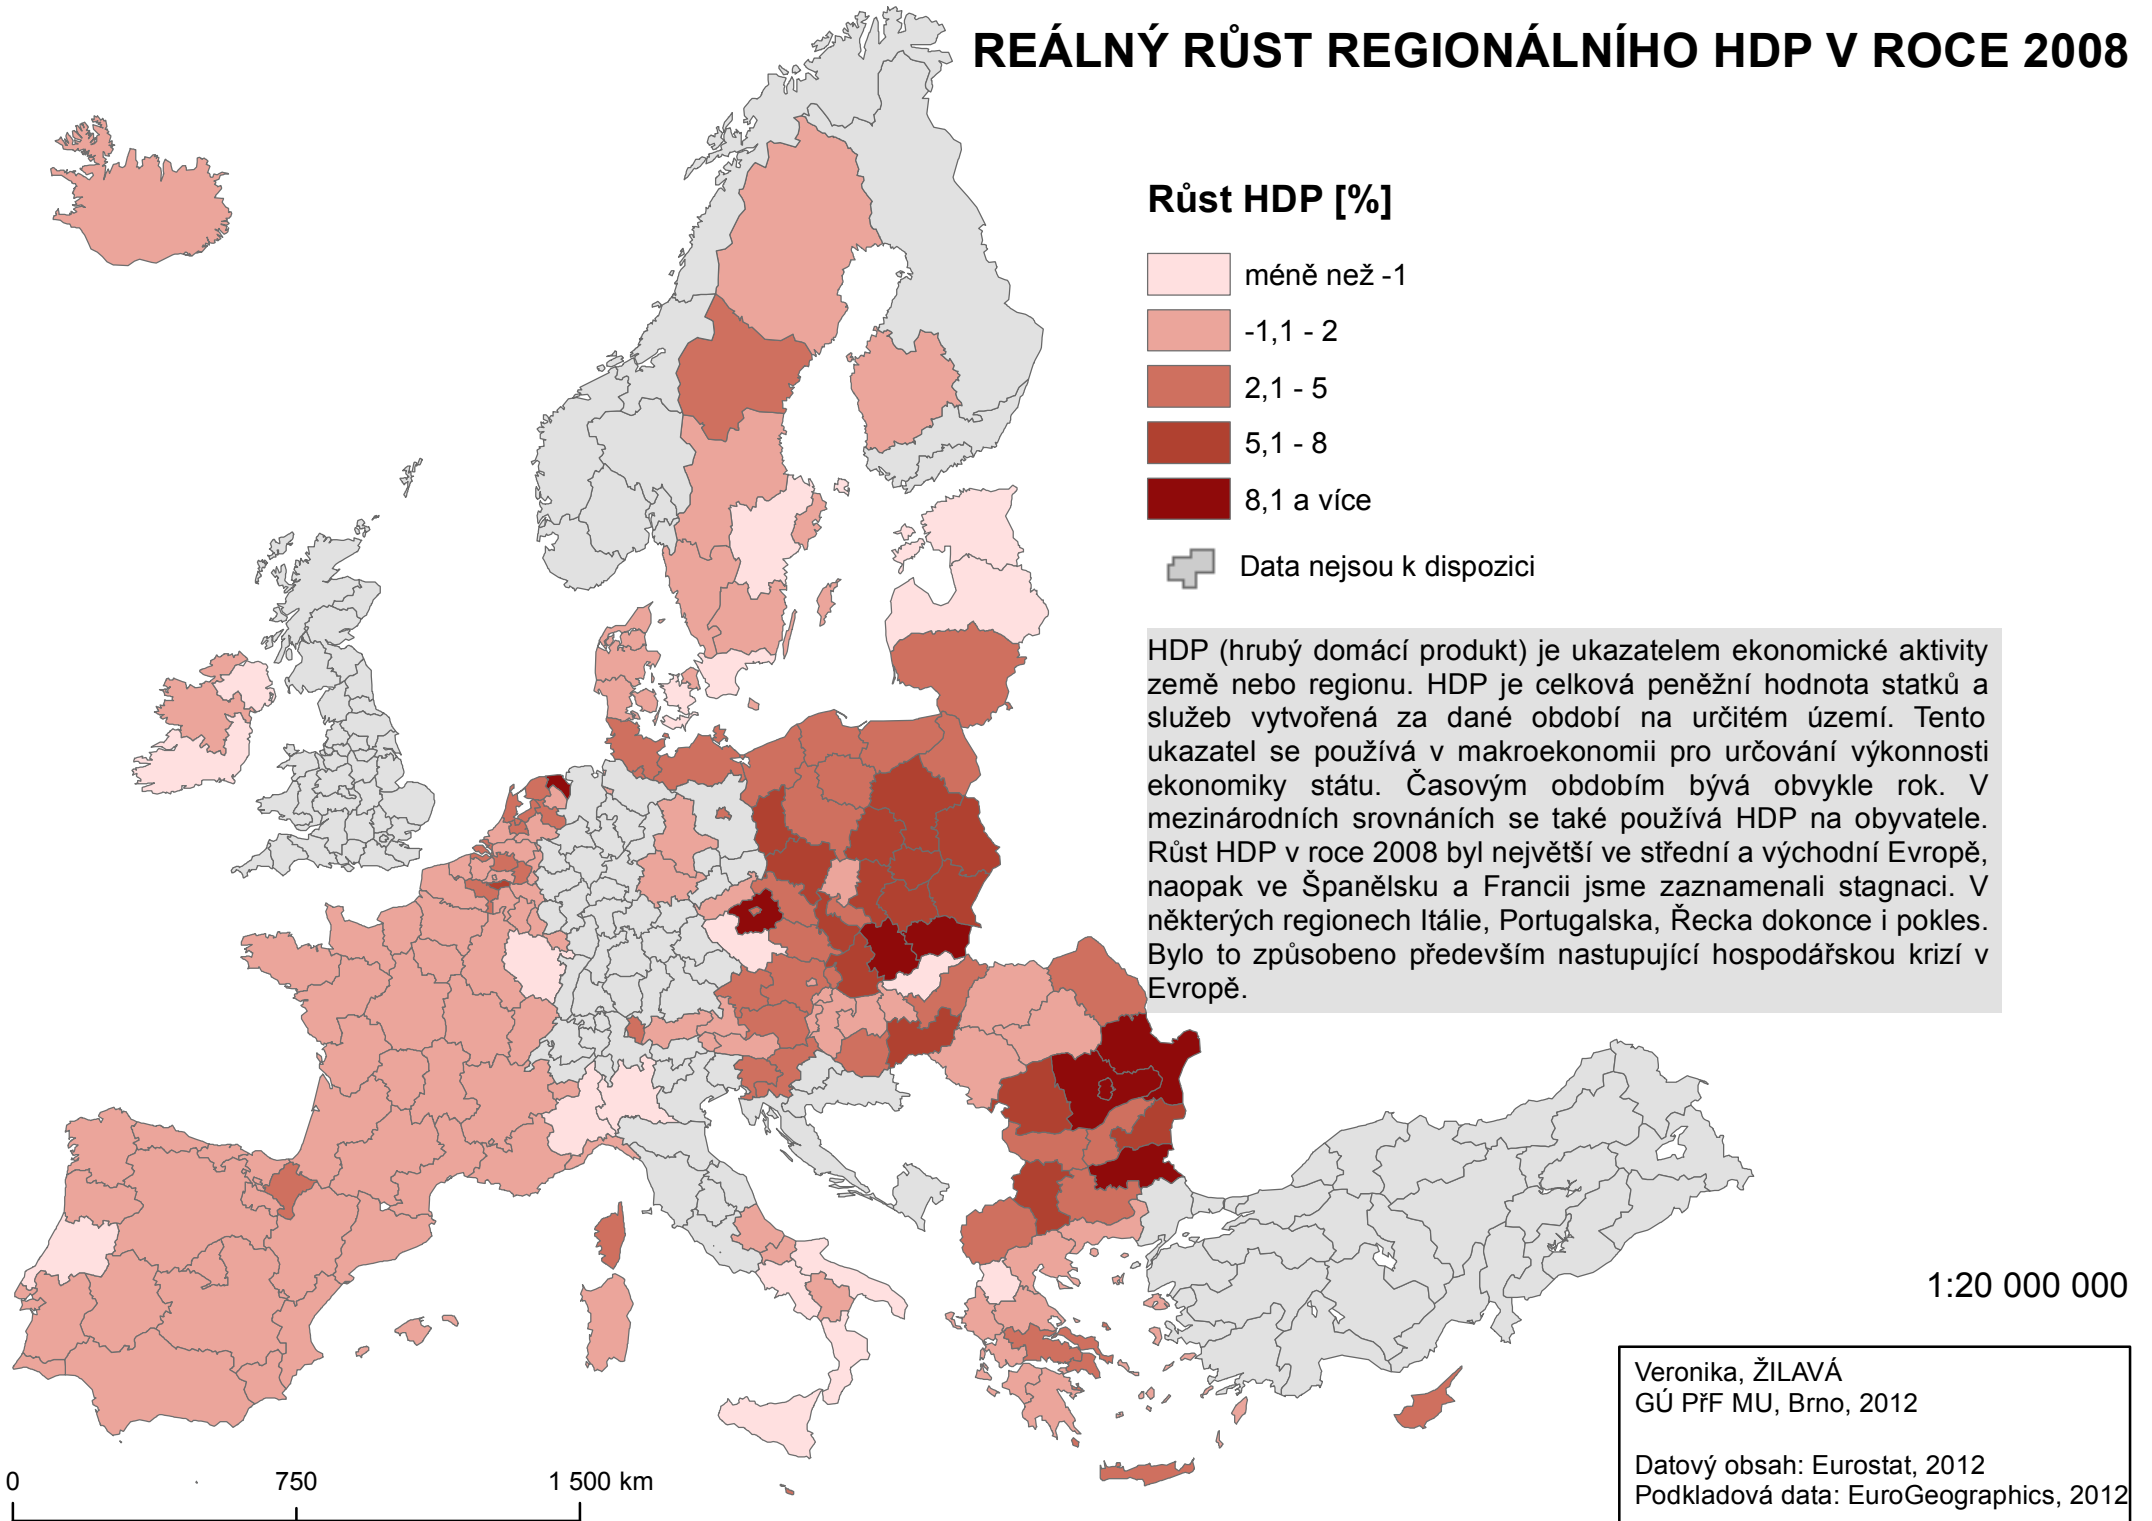 REÁLNÝ RŮST REGIONÁLNÍHO HDP V ROCE 2008
Růst HDP [%]
méně než -1
-1,1 - 2
2,1 - 5
5,1 - 8
8,1 a více
Data nejsou k dispozici
HDP (hrubý domácí produkt) je ukazatelem ekonomické aktivity
země nebo regionu. HDP je celková peněžní hodnota statků a
služeb vytvořená za dané období na určitém území. Tento
ukazatel se používá v makroekonomii pro určování výkonnosti
ekonomiky státu. Časovým obdobím bývá obvykle rok. V
mezinárodních srovnáních se také používá HDP na obyvatele.
Růst HDP v roce 2008 byl největší ve střední a východní Evropě,
naopak ve Španělsku a Francii jsme zaznamenali stagnaci. V
některých regionech Itálie, Portugalska, Řecka dokonce i pokles.
Bylo to způsobeno především nastupující hospodářskou krizí v
Evropě.
1:20 000 000
Veronika, ŽILAVÁ
GÚ PřF MU, Brno, 2012
Datový obsah: Eurostat, 2012
Podkladová data: EuroGeographics, 2012
0 750 1 500 km